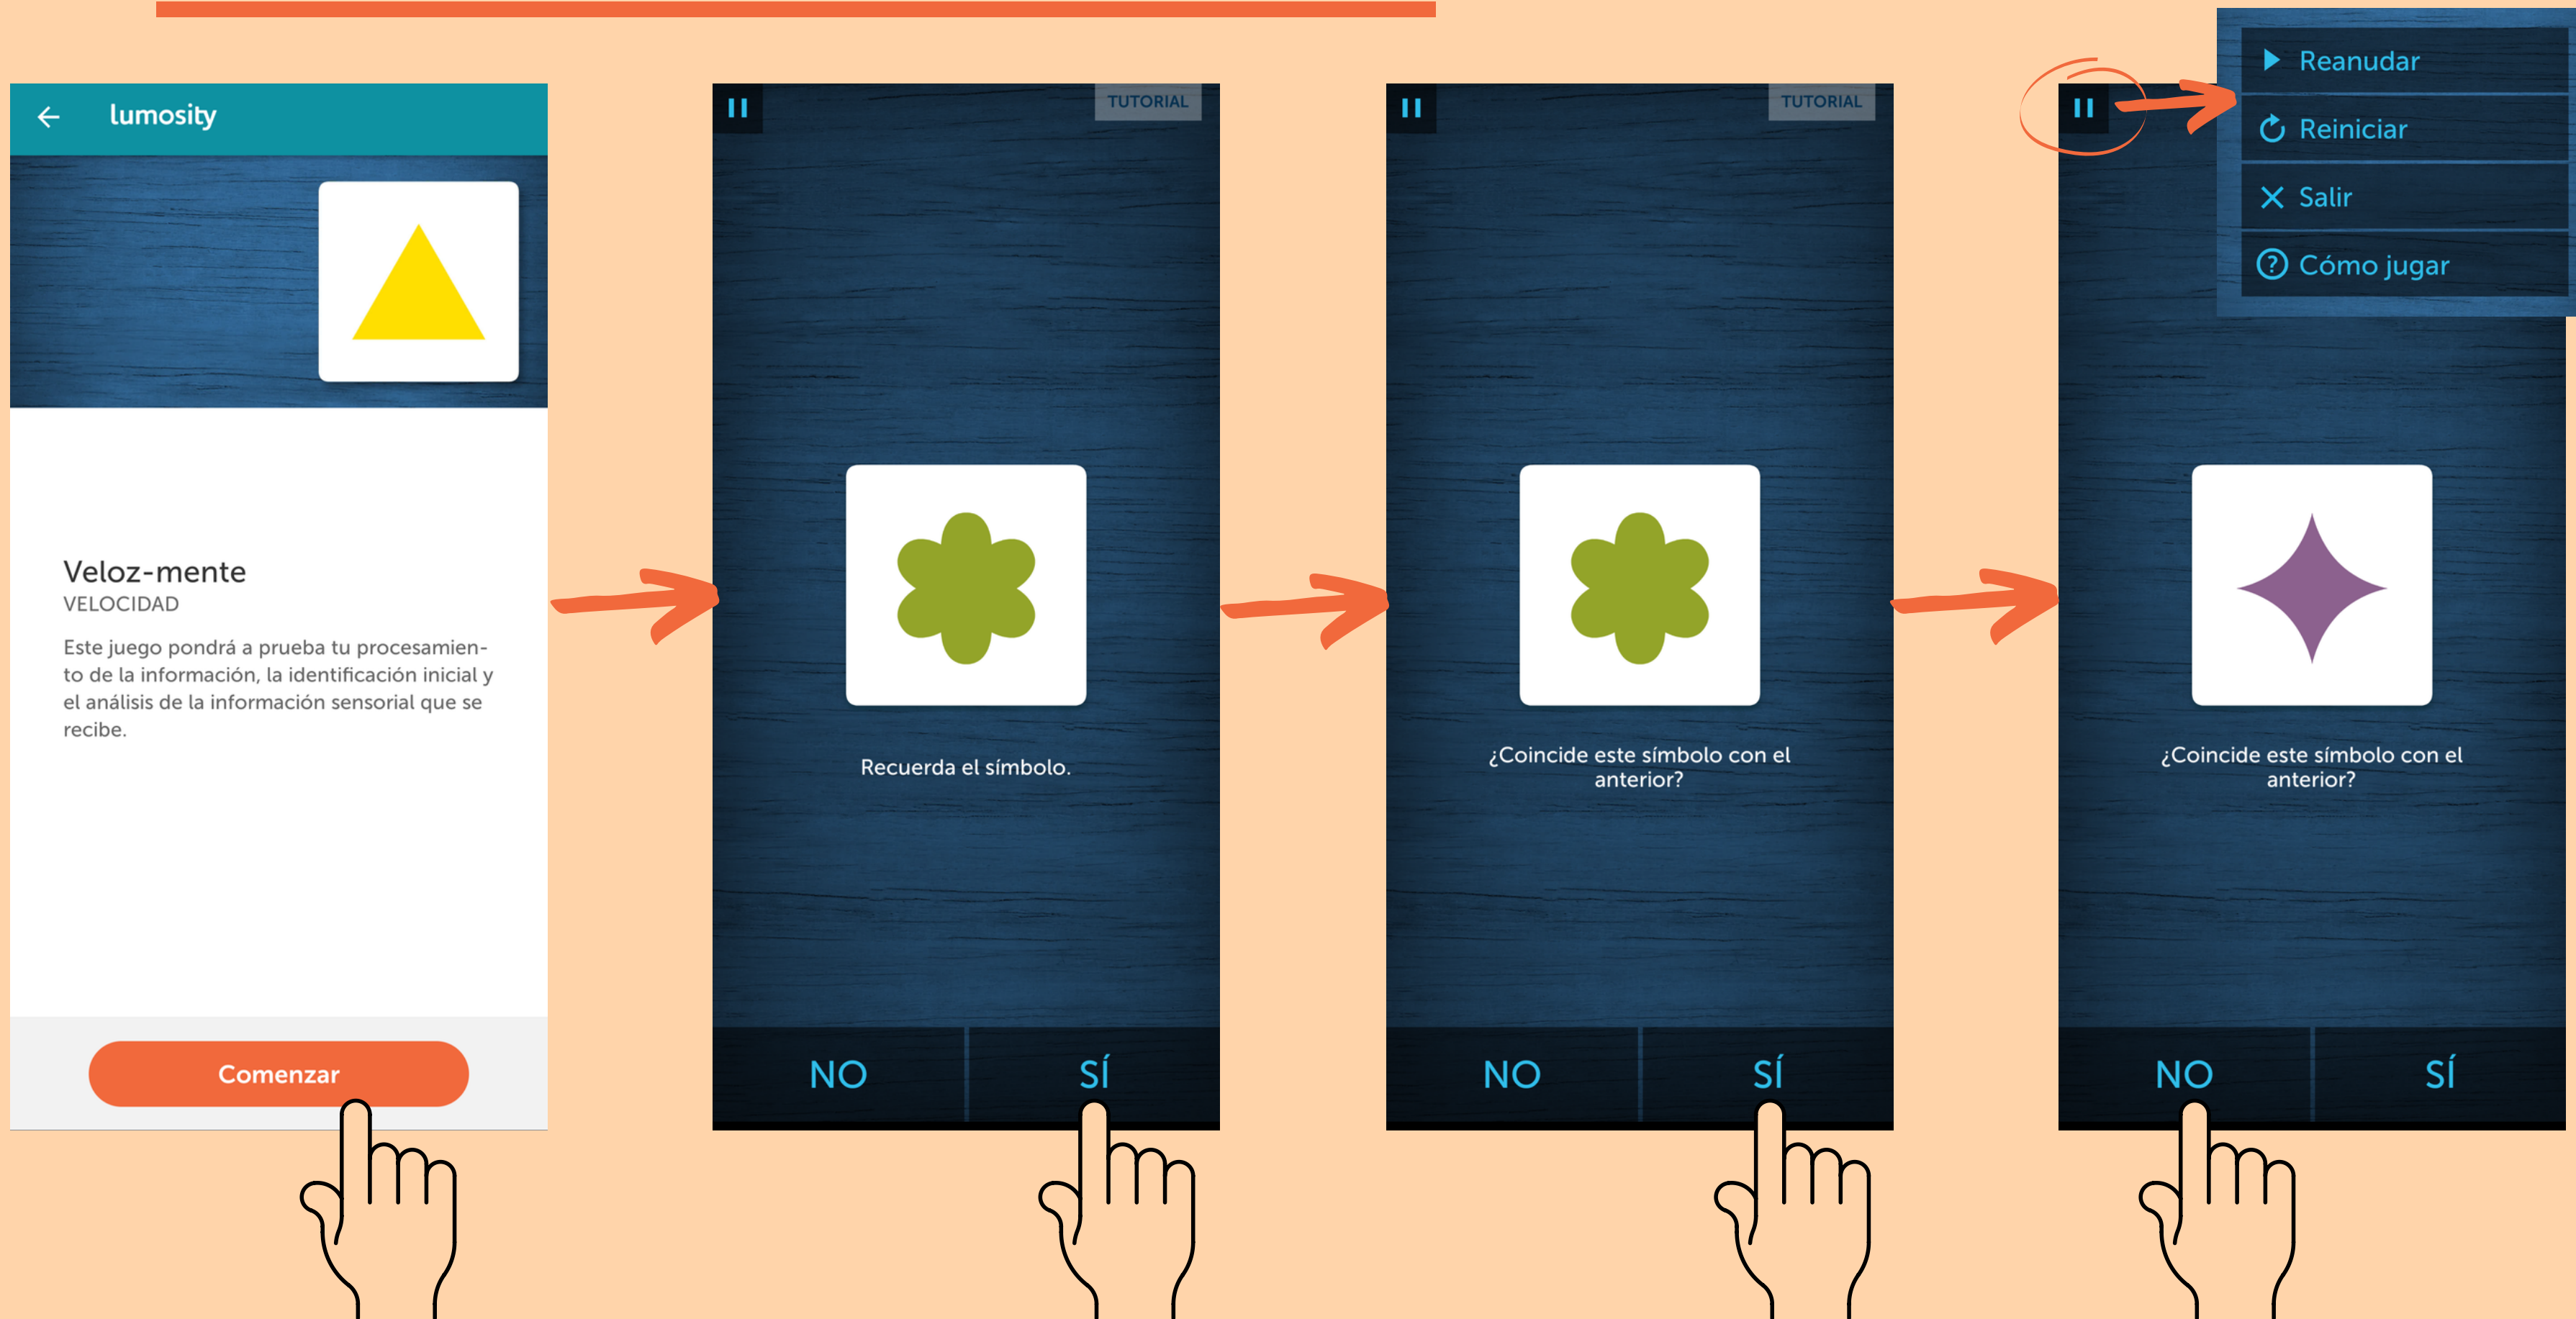 lumosity
Veloz-mente
VELOCIDAD
Este juego pondrá a prueba tu procesamien-
to de la información, la identificación inicial y
el análisis de la información sensorial que se
recibe.
Comenzar
TUTORIAL
Recuerda el símbolo.
NO
SÍ
TUTORIAL
¿Coincide este símbolo con el
anterior?
NO
SÍ
Reanudar
Reiniciar
Salir
Cómo jugar
¿Coincide este símbolo con el
anterior?
NO
SÍ